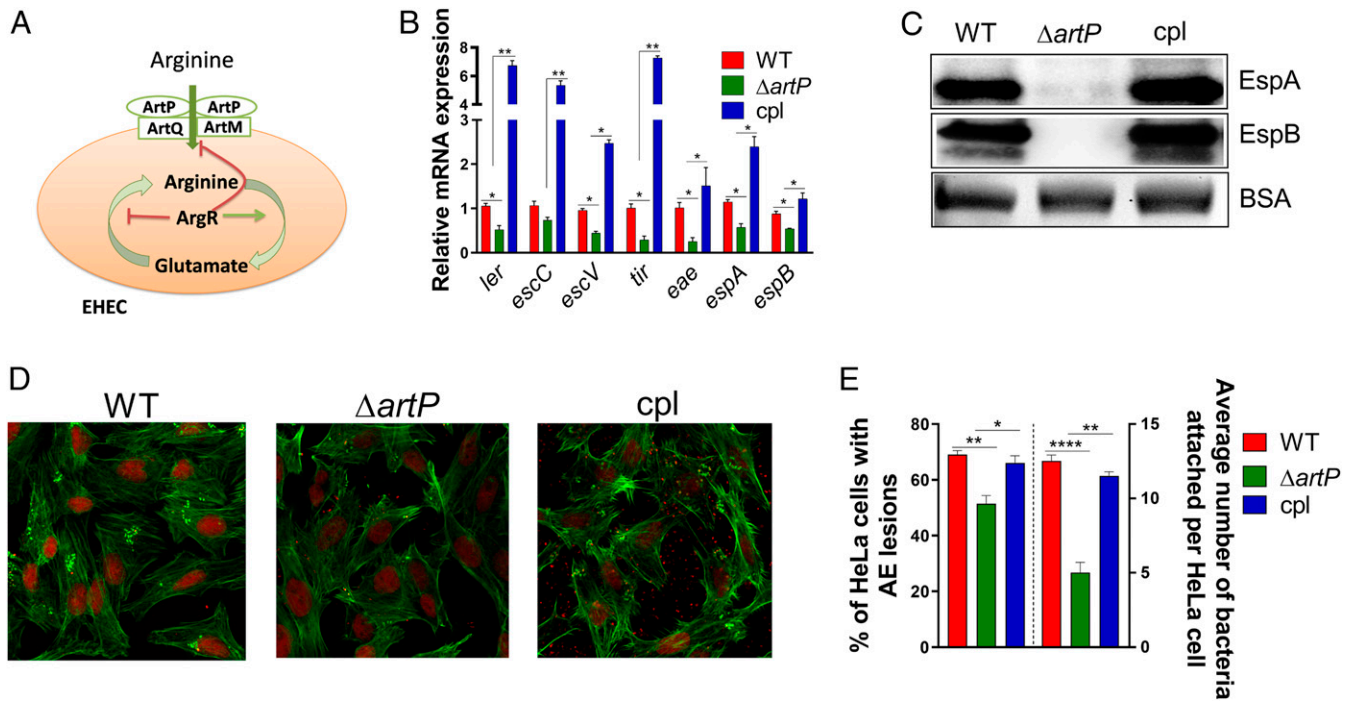 A
Arginine
ArtP
ArtP
ArtQ
ArtM
Arginine
ArgR
Glutamate
EHEC
B
Relative mRNA expression
8
6
4
2
1
0
**
**
*
**
*
*
*
*
*
*
*
*
*
WT
ΔartP
cpl
ler
escC
escV
tir
eae
espA
espB
C
WT
ΔartP
cpl
EspA
EspB
BSA
D
WT
ΔartP
cpl
E
% of HeLa cells with
AE lesions
80
60
40
20
0
**
*
****
**
15
10
5
0
Average number of bacteria
attached per HeLa cell
WT
ΔartP
cpl